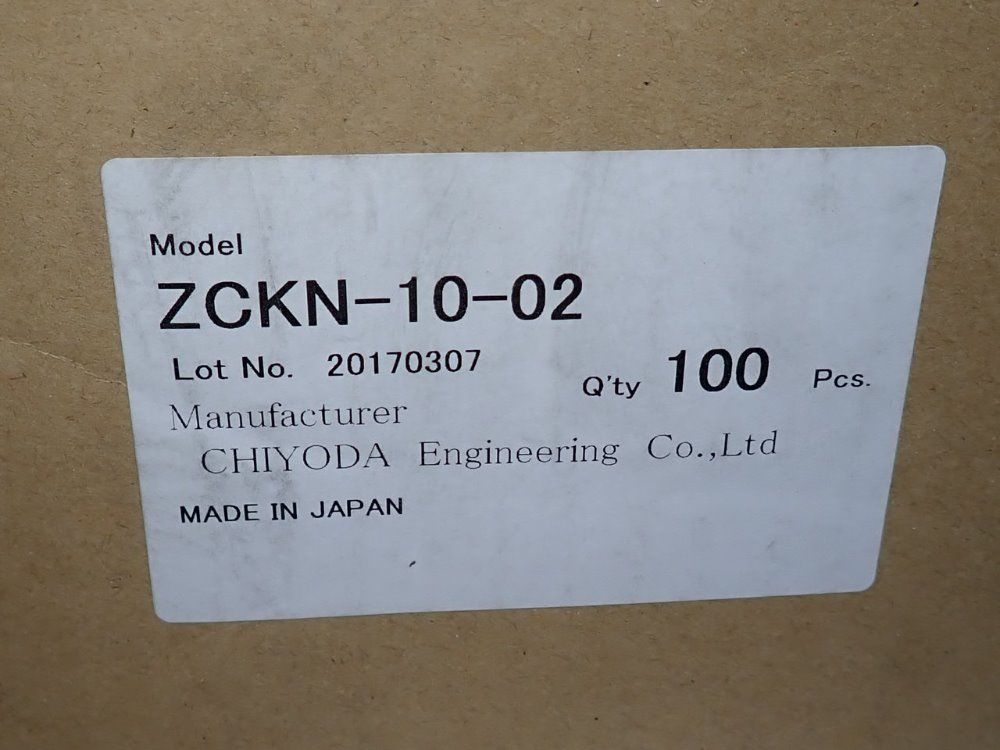 Model
ZCKN-10-02
Lot No. 20170307
Q'ty 100 Pcs.
Manufacturer
CHIYODA Engineering Co.,Ltd
MADE IN JAPAN